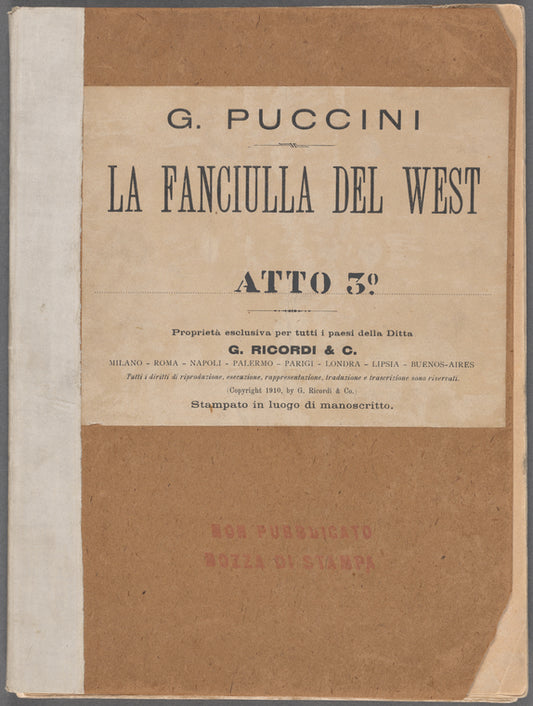 G. PUCCINI
LA FANCIULLA DEL WEST
ATTO 3º
Proprietà esclusiva per tutti i paesi della Ditta
G. RICORDI & C.
MILANO - ROMA - NAPOLI - PALERMO - PARIGI - LONDRA - LIPSIA - BUENOS-AIRES
Tutti i diritti di riproduzione, esecuzione, rappresentazione, traduzione e trascrizione sono riservati.
(Copyright 1910, by G. Ricordi & Co.)
Stampato in luogo di manoscritto.
NON PUBBLICATO
BOZZA DI STAMPA